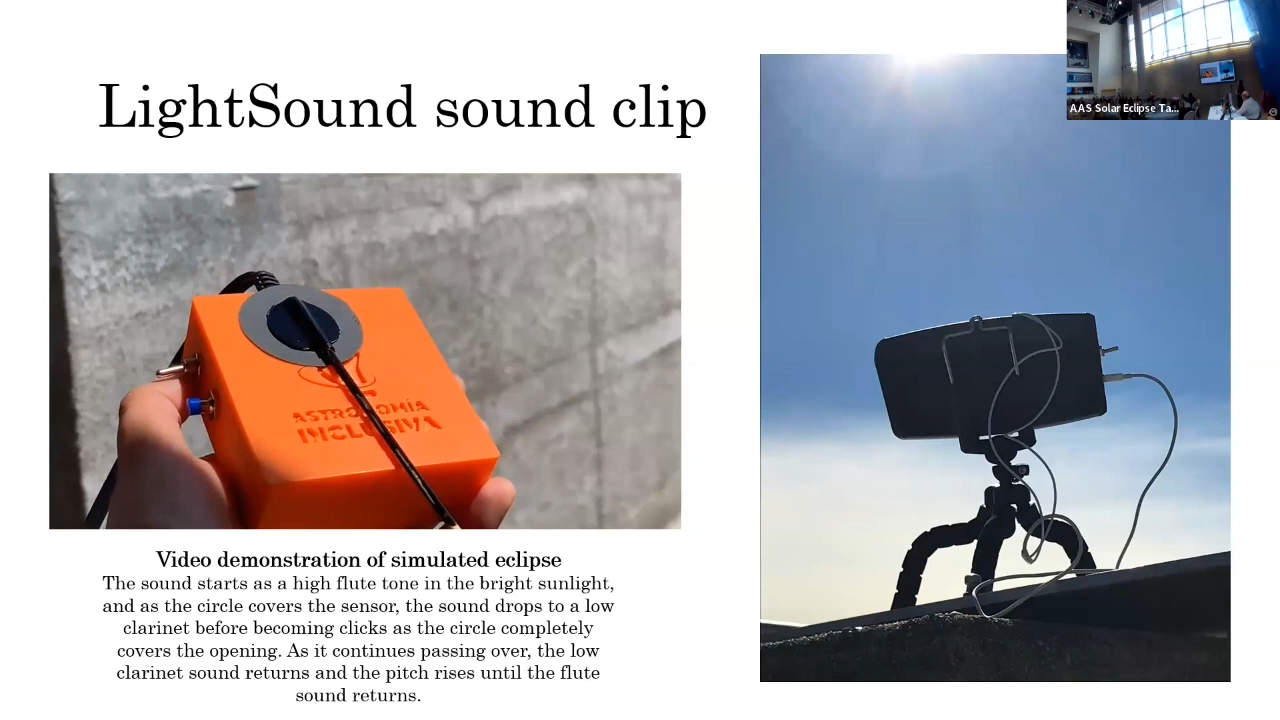 LightSound sound clip
AAS Solar Eclipse Ta...
ASTRONOMÍA
INCLUSIVA
Video demonstration of simulated eclipse
The sound starts as a high flute tone in the bright sunlight,
and as the circle covers the sensor, the sound drops to a low
clarinet before becoming clicks as the circle completely
covers the opening. As it continues passing over, the low
clarinet sound returns and the pitch rises until the flute
sound returns.